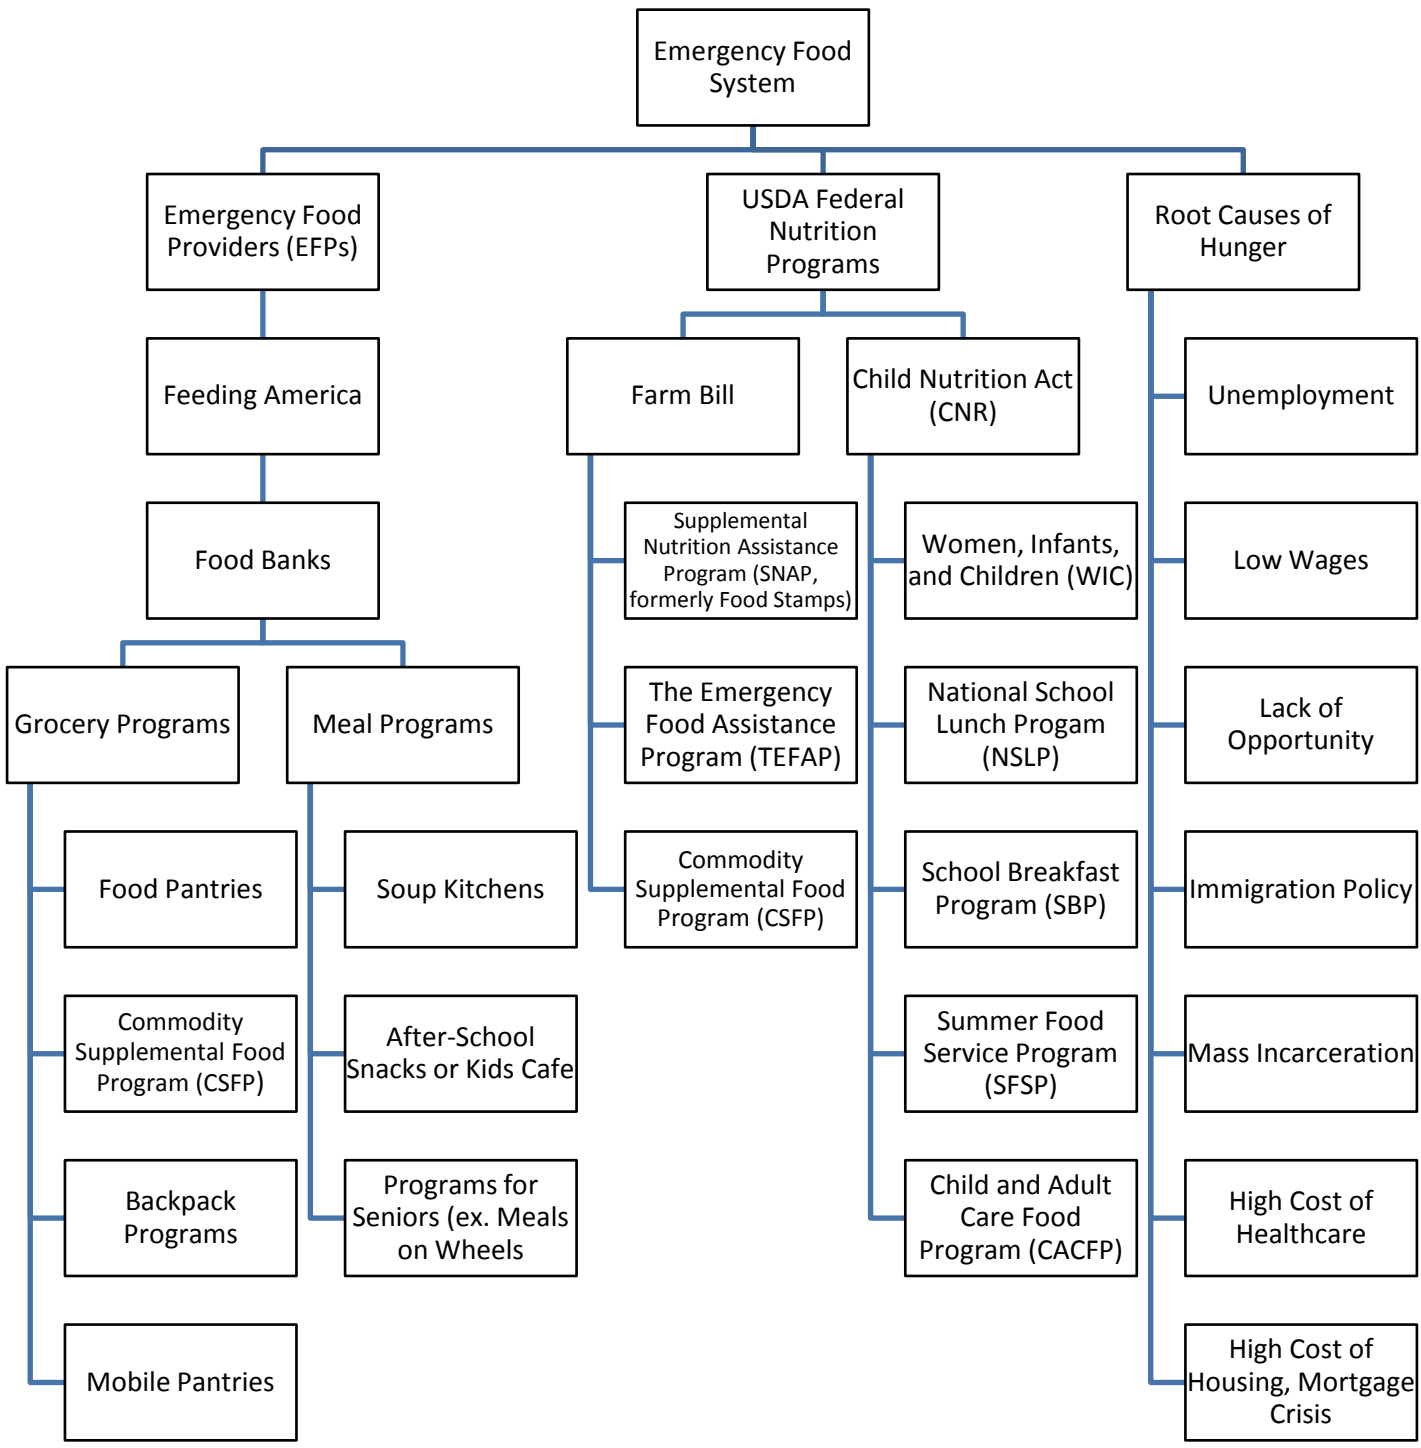 Emergency Food
System
Emergency Food
Providers (EFPs)
USDA Federal
Nutrition
Programs
Root Causes of
Hunger
Feeding America
Farm Bill
Child Nutrition Act
(CNR)
Unemployment
Food Banks
Supplemental
Nutrition Assistance
Program (SNAP,
formerly Food Stamps)
Women, Infants,
and Children (WIC)
Low Wages
Grocery Programs
Meal Programs
The Emergency
Food Assistance
Program (TEFAP)
National School
Lunch Progam
(NSLP)
Lack of
Opportunity
Food Pantries
Soup Kitchens
Commodity
Supplemental Food
Program (CSFP)
School Breakfast
Program (SBP)
Immigration Policy
Commodity
Supplemental Food
Program (CSFP)
After-School
Snacks or Kids Cafe
Summer Food
Service Program
(SFSP)
Mass Incarceration
Backpack
Programs
Programs for
Seniors (ex. Meals
on Wheels
Child and Adult
Care Food
Program (CACFP)
High Cost of
Healthcare
Mobile Pantries
High Cost of
Housing, Mortgage
Crisis